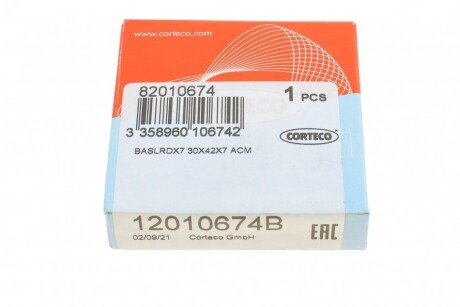 www.corteco.com
82010674
1 PCS
3 358960 106742
CORTECO
BASLRDX7 30X42X7 ACM
12010674B
02/09/21 Corteco GmbH
EAC